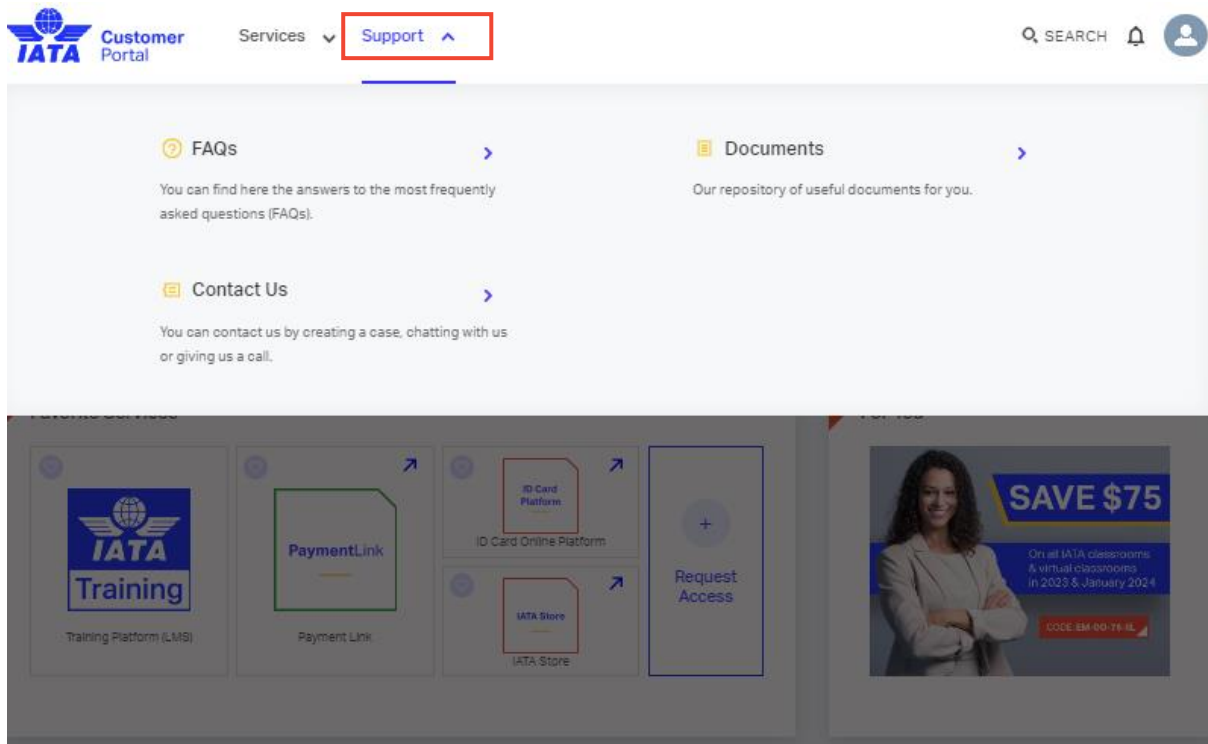 IATA
Customer
Portal
Services
Support
SEARCH
FAQs
You can find here the answers to the most frequently
asked questions (FAQs).
Documents
Our repository of useful documents for you.
Contact Us
You can contact us by creating a case, chatting with us
or giving us a call.
Favorite Services
For You
IATA
Training
Training Platform (LMS)
PaymentLink
Payment Link
ID Card
Platform
ID Card Online Platform
IATA Store
IATA Store
+
Request
Access
SAVE $75
On all IATA classrooms
& virtual classrooms
in 2023 & January 2024